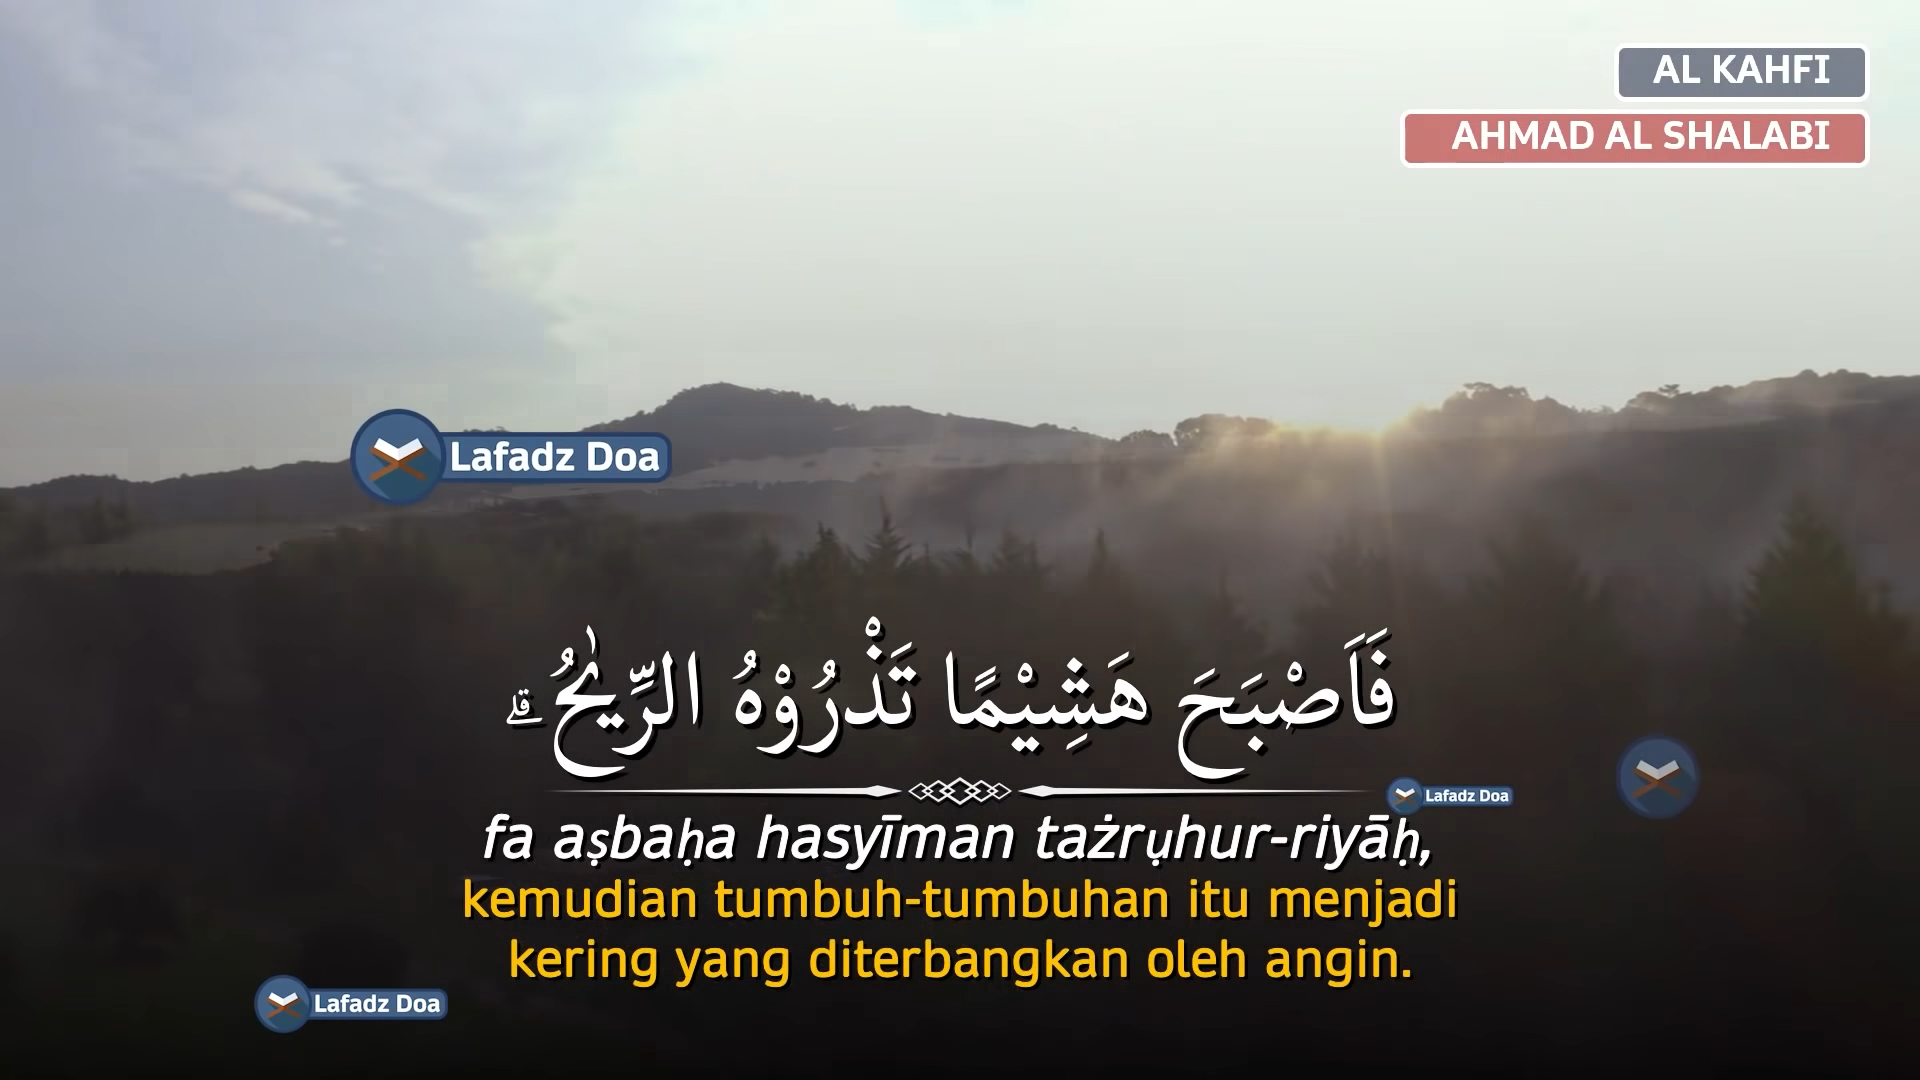 AL KAHFI
AHMAD AL SHALABI
Lafadz Doa
فَاَصْبَحَ هَشِيْمًا تَذْرُوْهُ الرِّيٰحُ ۗ
Lafadz Doa
fa aṣbaḥa hasyīman tażrụhur-riyāḥ,
kemudian tumbuh-tumbuhan itu menjadi
kering yang diterbangkan oleh angin.
Lafadz Doa